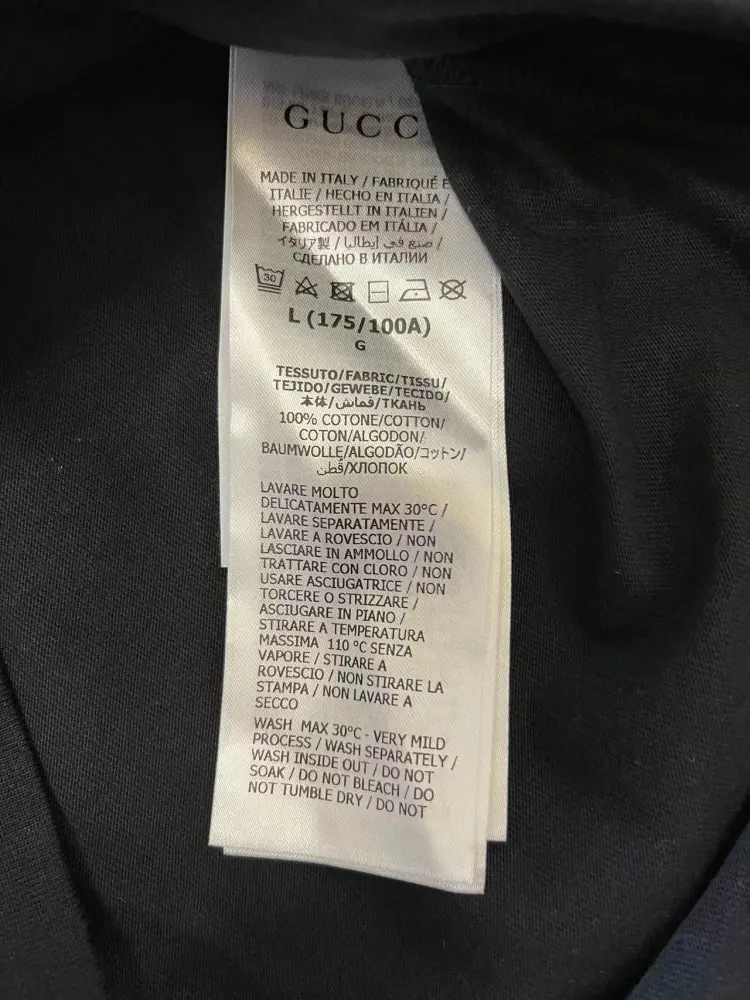 GUCC
MADE IN ITALY / FABRIQUÉ E
ITALIE / HECHO EN ITALIA /
HERGESTELLT IN ITALIEN /
FABRICADO EM ITÁLIA /
イタリア製 / صنع في إيطاليا /
СДЕЛАНО В ИТАЛИИ
30
L (175/100A)
G
TESSUTO/FABRIC/TISSU/
TEJIDO/GEWEBE/TECIDO/
本体/قماش/ТКАНЬ
100% COTONE/COTTON/
COTON/ALGODON/
BAUMWOLLE/ALGODÃO/コットン/
قطن/ХЛОПОК
LAVARE MOLTO
DELICATAMENTE MAX 30°C /
LAVARE SEPARATAMENTE /
LAVARE A ROVESCIO / NON
LASCIARE IN AMMOLLO / NON
TRATTARE CON CLORO / NON
USARE ASCIUGATRICE / NON
TORCERE O STRIZZARE /
ASCIUGARE IN PIANO /
STIRARE A TEMPERATURA
MASSIMA 110 °C SENZA
VAPORE / STIRARE A
ROVESCIO / NON STIRARE LA
STAMPA / NON LAVARE A
SECCO
WASH MAX 30°C - VERY MILD
PROCESS / WASH SEPARATELY /
WASH INSIDE OUT / DO NOT
SOAK / DO NOT BLEACH / DO
NOT TUMBLE DRY / DO NOT